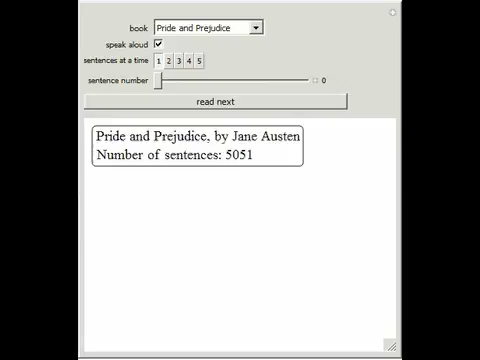 book Pride and Prejudice
speak aloud
sentences at a time 1 2 3 4 5
sentence number 0
read next
Pride and Prejudice, by Jane Austen
Number of sentences: 5051